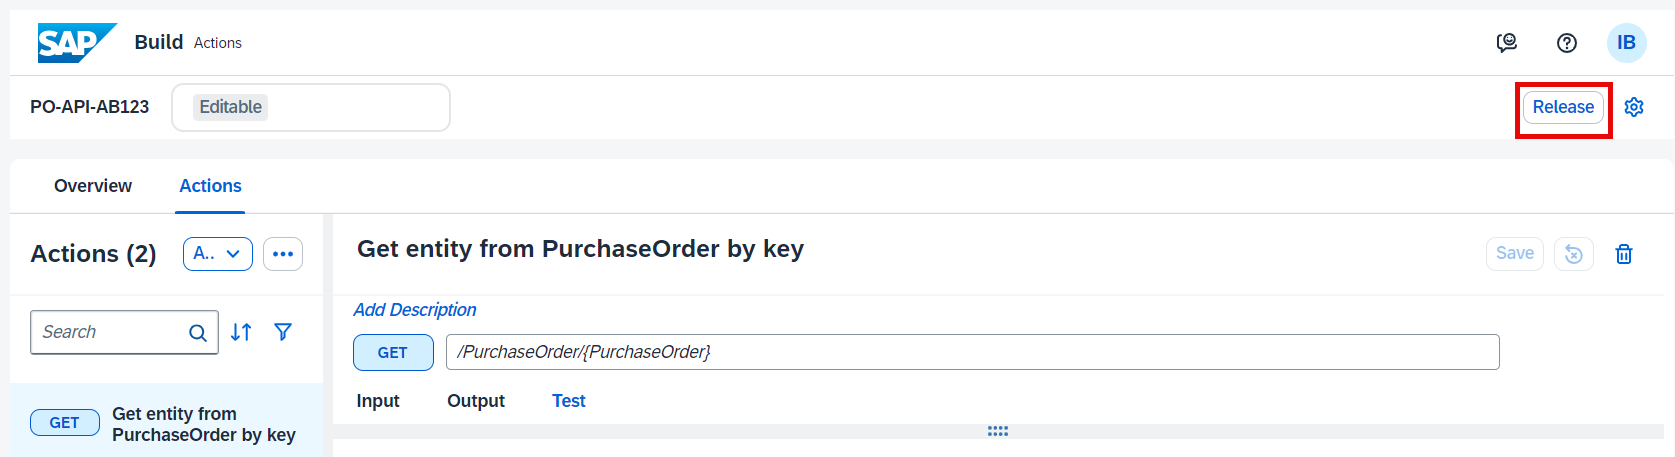 SAP Build Actions IB
PO-API-AB123 Editable Release
Overview Actions
Actions (2) A.. Get entity from PurchaseOrder by key Save
Add Description
Search
GET /PurchaseOrder/{PurchaseOrder}
Input Output Test
GET Get entity from
PurchaseOrder by key